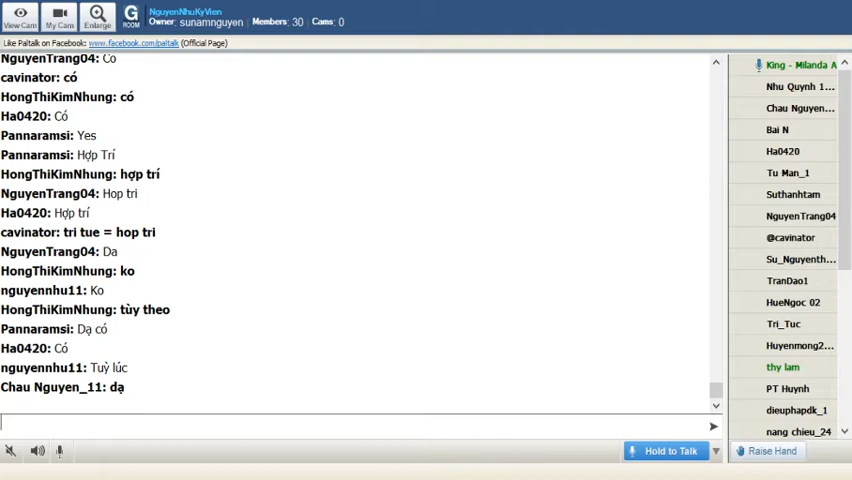 NguyenNhuKyVien
Owner: sunamnguyen Members: 30 Cams: 0
View Cam My Cam Enlarge G ROOM
Like Paltalk on Facebook: www.facebook.com/paltalk (Official Page)
NguyenTrang04: Co
cavinator: có
HongThiKimNhung: có
Ha0420: Có
Pannaramsi: Yes
Pannaramsi: Hợp Trí
HongThiKimNhung: hợp trí
NguyenTrang04: Hop tri
Ha0420: Hợp trí
cavinator: tri tue = hop tri
NguyenTrang04: Da
HongThiKimNhung: ko
nguyennhu11: Ko
HongThiKimNhung: tùy theo
Pannaramsi: Dạ có
Ha0420: Có
nguyennhu11: Tuỳ lúc
Chau Nguyen_11: dạ
King - Milanda A
Nhu Quynh 1...
Chau Nguyen...
Bai N
Ha0420
Tu Man_1
Suthanhtam
NguyenTrang04
@cavinator
Su_Nguyenth...
TranDao1
HueNgoc 02
Tri_Tuc
Huyenmong2...
thy lam
PT Huynh
dieuphapdk_1
nang chieu_24
Hold to Talk
Raise Hand